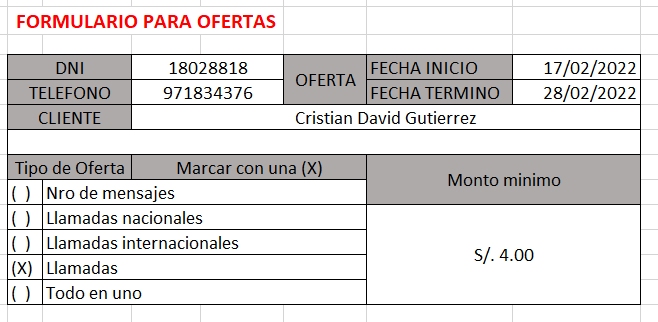 FORMULARIO PARA OFERTAS
DNI 18028818 OFERTA FECHA INICIO 17/02/2022
TELEFONO 971834376 FECHA TERMINO 28/02/2022
CLIENTE Cristian David Gutierrez
Tipo de Oferta Marcar con una (X) Monto minimo
( ) Nro de mensajes
( ) Llamadas nacionales
( ) Llamadas internacionales
(X) Llamadas
( ) Todo en uno
S/. 4.00